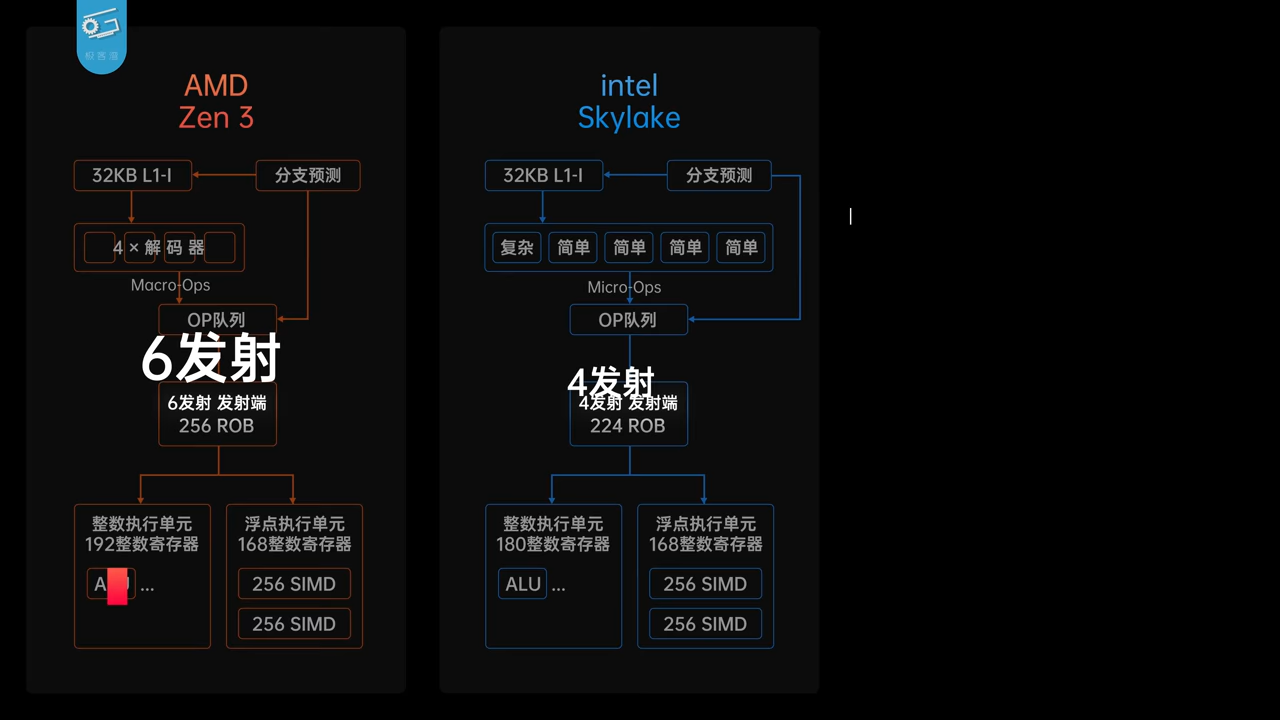 极客湾
AMD
Zen 3
32KB L1-I
分支预测
4×解码器
Macro-Ops
OP队列
6发射
6发射 发射端
256 ROB
整数执行单元
192整数寄存器
ALU ...
浮点执行单元
168整数寄存器
256 SIMD
256 SIMD
intel
Skylake
32KB L1-I
分支预测
复杂 简单 简单 简单 简单
Micro-Ops
OP队列
4发射
4发射 发射端
224 ROB
整数执行单元
180整数寄存器
ALU ...
浮点执行单元
168整数寄存器
256 SIMD
256 SIMD